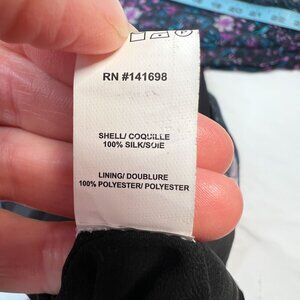 RN #141698
SHELL/ COQUILLE
100% SILK/SOIE
LINING/ DOUBLURE
100% POLYESTER/ POLYESTER